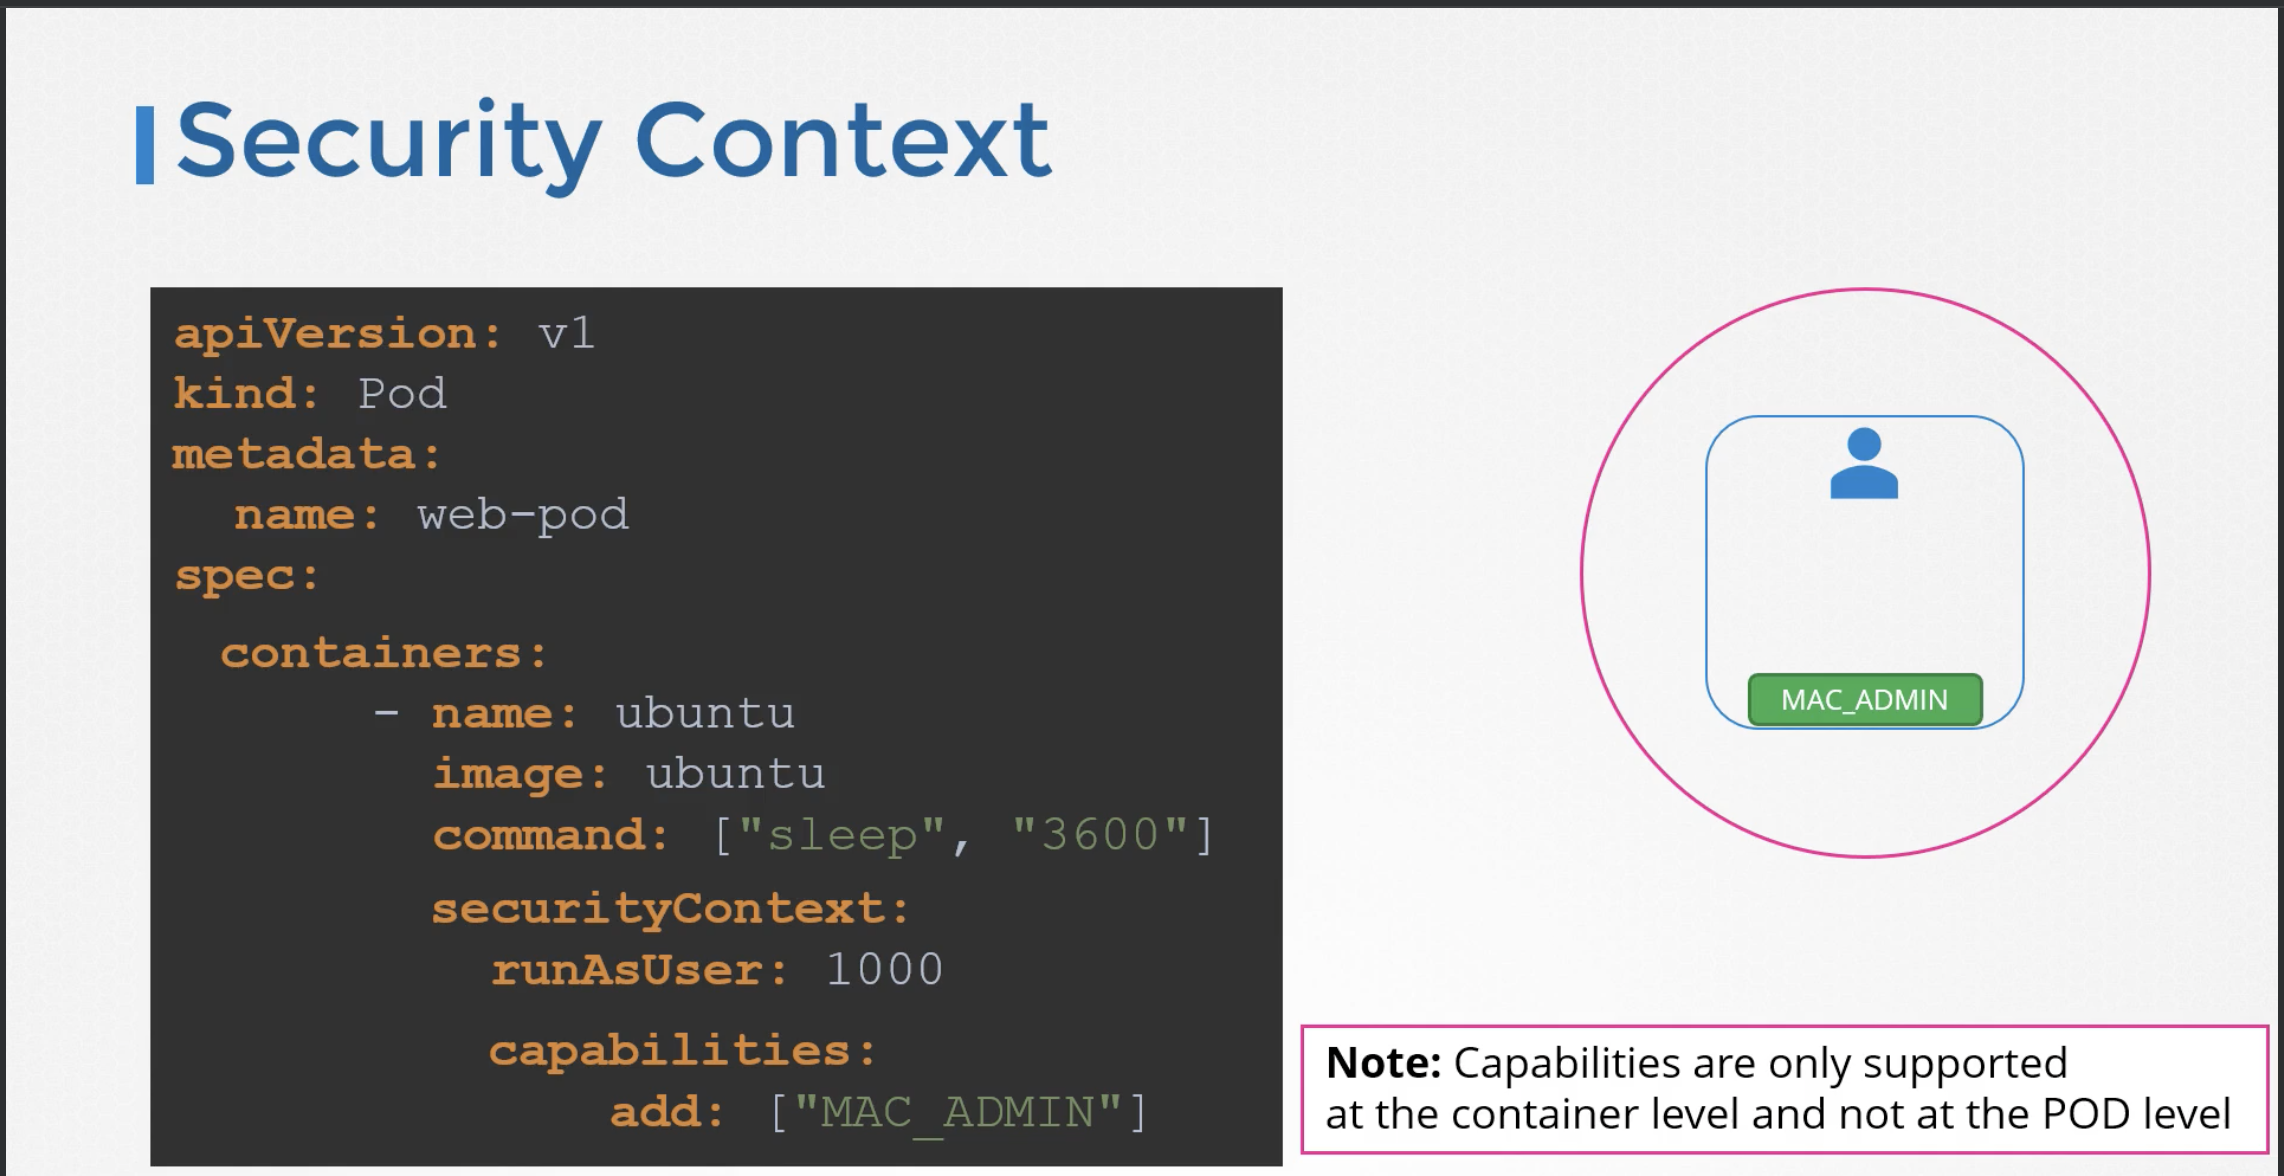 Security Context
apiVersion: v1
kind: Pod
metadata:
  name: web-pod
spec:
  containers:
      - name: ubuntu
        image: ubuntu
        command: ["sleep", "3600"]
        securityContext:
          runAsUser: 1000
          capabilities:
              add: ["MAC_ADMIN"]
MAC_ADMIN
Note: Capabilities are only supported
at the container level and not at the POD level